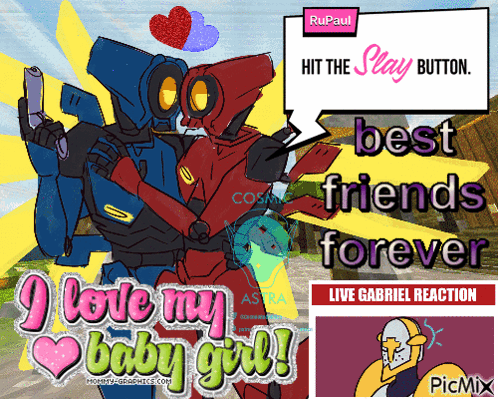 RuPaul
HIT THE Slay BUTTON.
best
friends
forever
COSMIC
ASTRA
I love my
baby girl!
MOMMY-GRAPHICS.COM
LIVE GABRIEL REACTION
PicMix